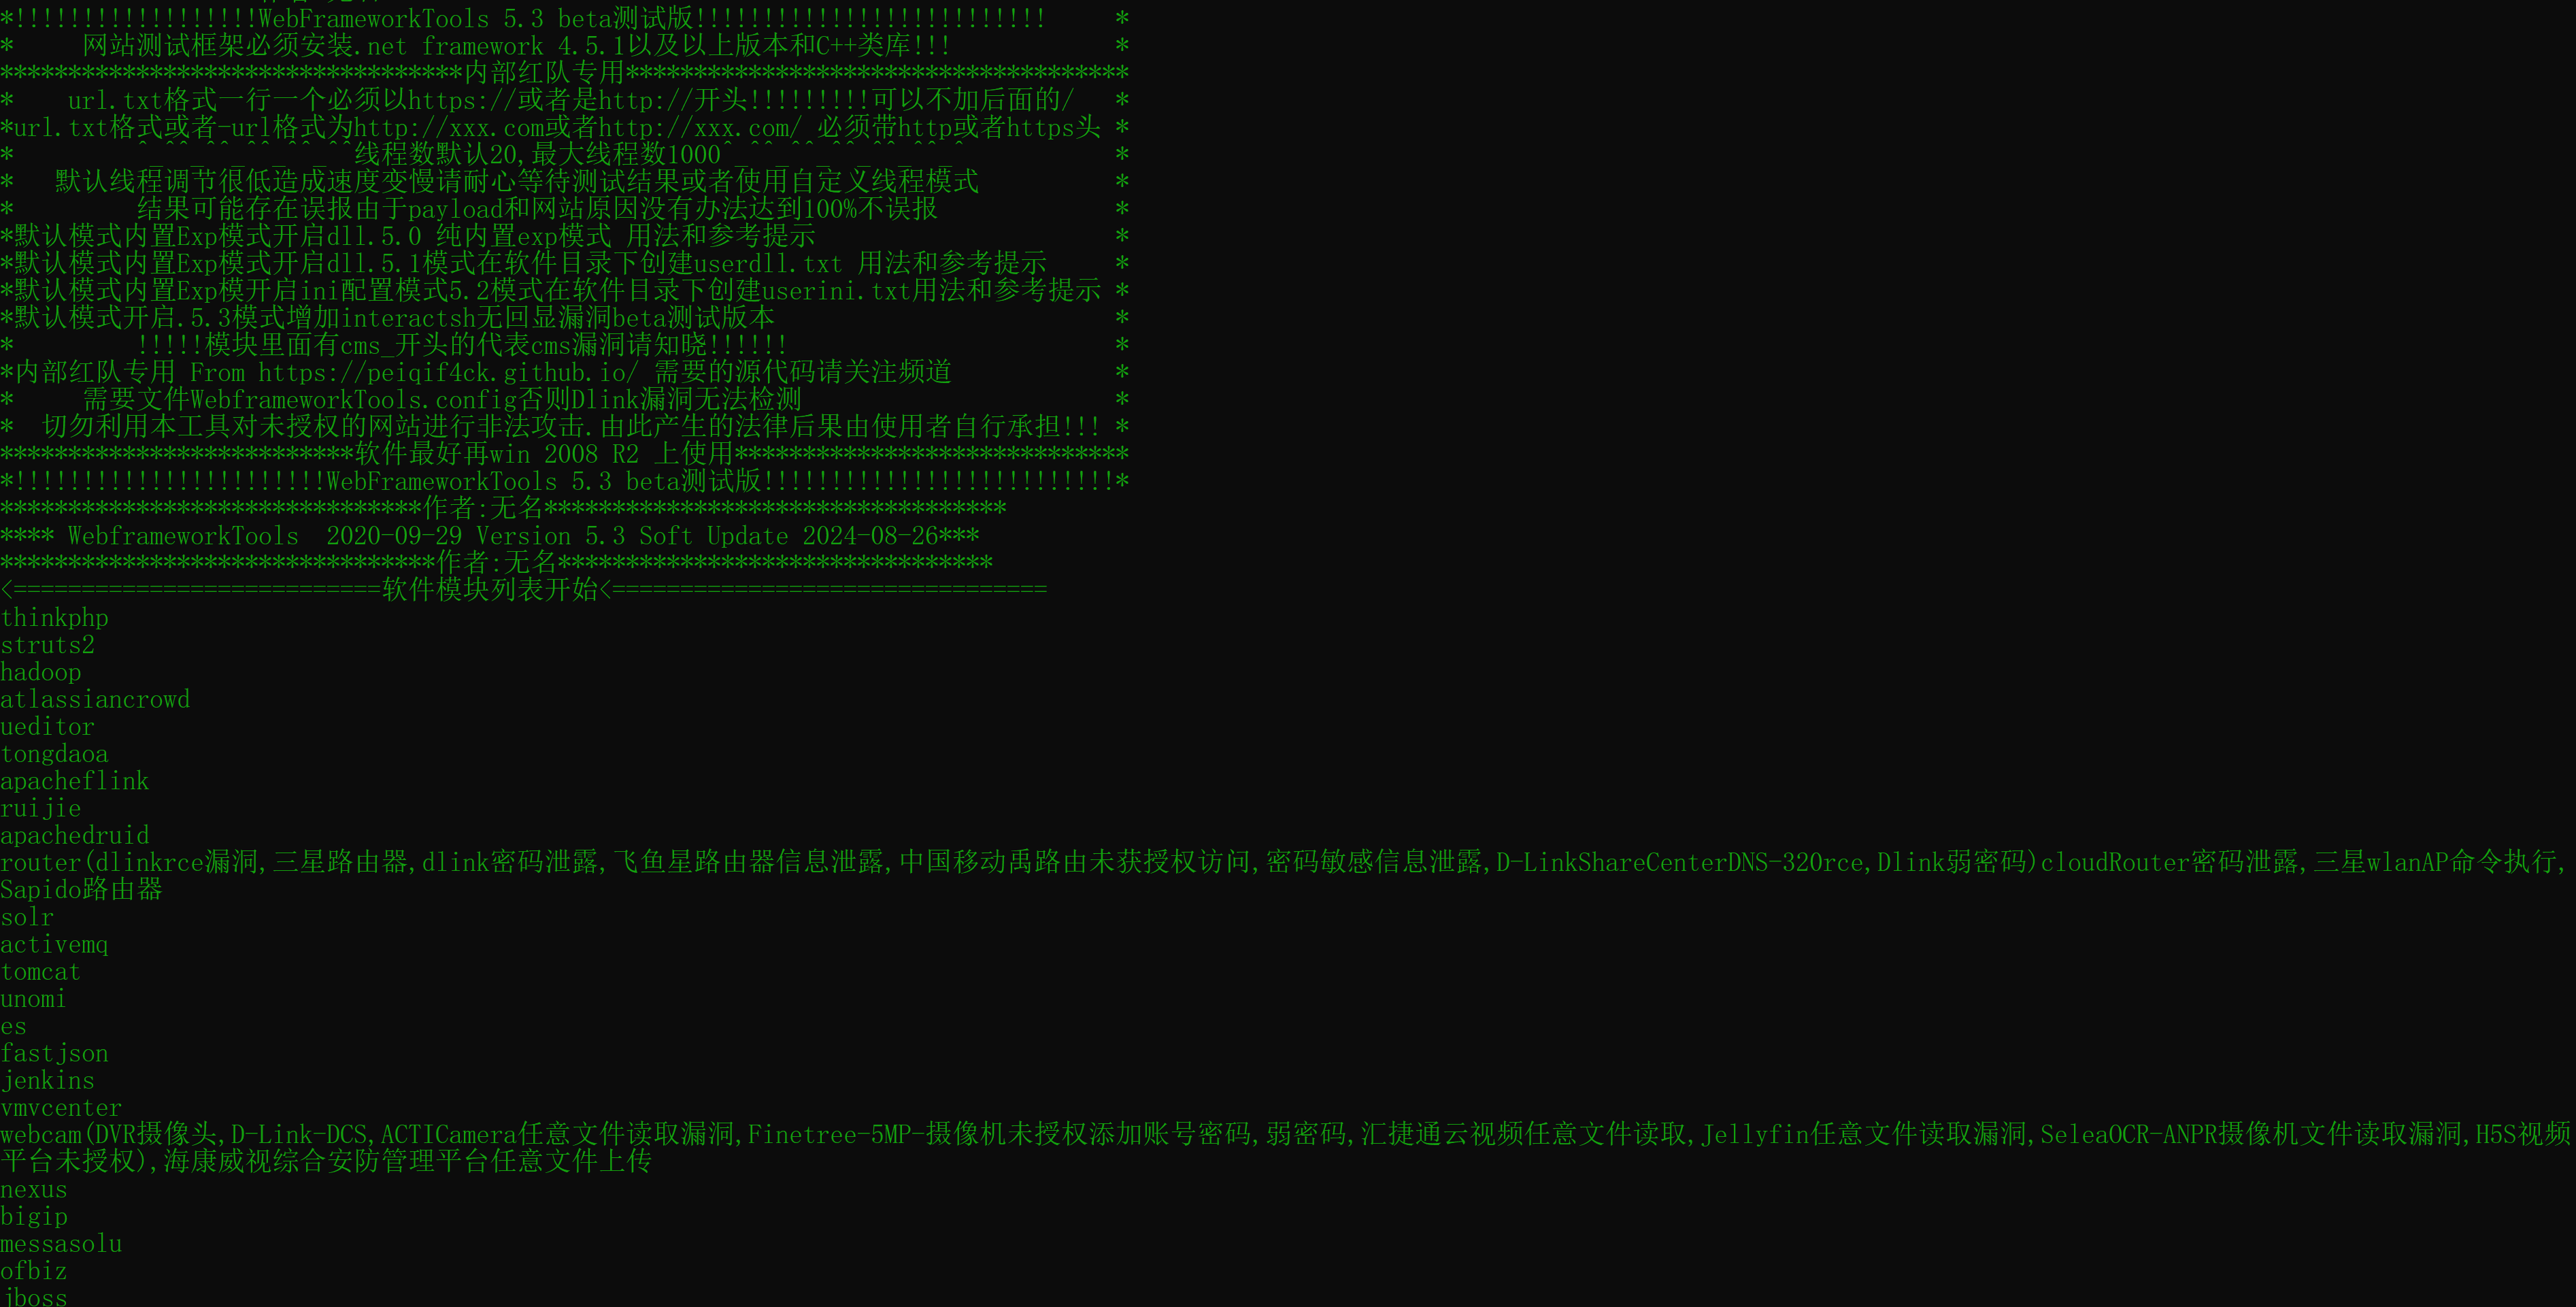 *!!!!!!!!!!!!!!!!!!WebFrameworkTools 5.3 beta测试版!!!!!!!!!!!!!!!!!!!!!!!!!!     *
*     网站测试框架必须安装.net framework 4.5.1以及以上版本和C++类库!!!            *
**********************************内部红队专用*************************************
*    url.txt格式一行一个必须以https://或者是http://开头!!!!!!!!!可以不加后面的/   *
*url.txt格式或者-url格式为http://xxx.com或者http://xxx.com/ 必须带http或者https头 *
*         ^_^^_^^_^^_^^_^^线程数默认20,最大线程数1000^_^^_^^_^^_^^_^^_^           *
*   默认线程调节很低造成速度变慢请耐心等待测试结果或者使用自定义线程模式          *
*         结果可能存在误报由于payload和网站原因没有办法达到100%不误报             *
*默认模式内置Exp模式开启dll.5.0 纯内置exp模式 用法和参考提示                      *
*默认模式内置Exp模式开启dll.5.1模式在软件目录下创建userdll.txt 用法和参考提示     *
*默认模式内置Exp模开启ini配置模式5.2模式在软件目录下创建userini.txt用法和参考提示 *
*默认模式开启.5.3模式增加interactsh无回显漏洞beta测试版本                         *
*         !!!!!模块里面有cms_开头的代表cms漏洞请知晓!!!!!!                        *
*内部红队专用 From https://peiqif4ck.github.io/ 需要的源代码请关注频道            *
*     需要文件WebframeworkTools.config否则Dlink漏洞无法检测                       *
*  切勿利用本工具对未授权的网站进行非法攻击.由此产生的法律后果由使用者自行承担!!! *
**************************软件最好再win 2008 R2 上使用*****************************
*!!!!!!!!!!!!!!!!!!!!!!!WebFrameworkTools 5.3 beta测试版!!!!!!!!!!!!!!!!!!!!!!!!!!*
*******************************作者:无名**********************************
**** WebframeworkTools  2020-09-29 Version 5.3 Soft Update 2024-08-26***
********************************作者:无名********************************
<=============================软件模块列表开始<================================
thinkphp
struts2
hadoop
atlassiancrowd
ueditor
tongdaoa
apacheflink
ruijie
apachedruid
router(dlinkrce漏洞,三星路由器,dlink密码泄露,飞鱼星路由器信息泄露,中国移动禹路由未获授权访问,密码敏感信息泄露,D-LinkShareCenterDNS-320rce,Dlink弱密码)cloudRouter密码泄露,三星wlanAP命令执行,
Sapido路由器
solr
activemq
tomcat
unomi
es
fastjson
jenkins
vmvcenter
webcam(DVR摄像头,D-Link-DCS,ACTICamera任意文件读取漏洞,Finetree-5MP-摄像机未授权添加账号密码,弱密码,汇捷通云视频任意文件读取,Jellyfin任意文件读取漏洞,SeleaOCR-ANPR摄像机文件读取漏洞,H5S视频
平台未授权),海康威视综合安防管理平台任意文件上传
nexus
bigip
messasolu
ofbiz
jboss